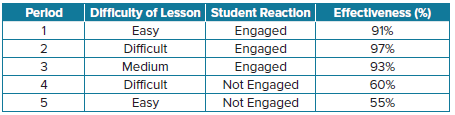 Period Difficulty of Lesson Student Reaction Effectiveness (%)
1 Easy Engaged 91%
2 Difficult Engaged 97%
3 Medium Engaged 93%
4 Difficult Not Engaged 60%
5 Easy Not Engaged 55%